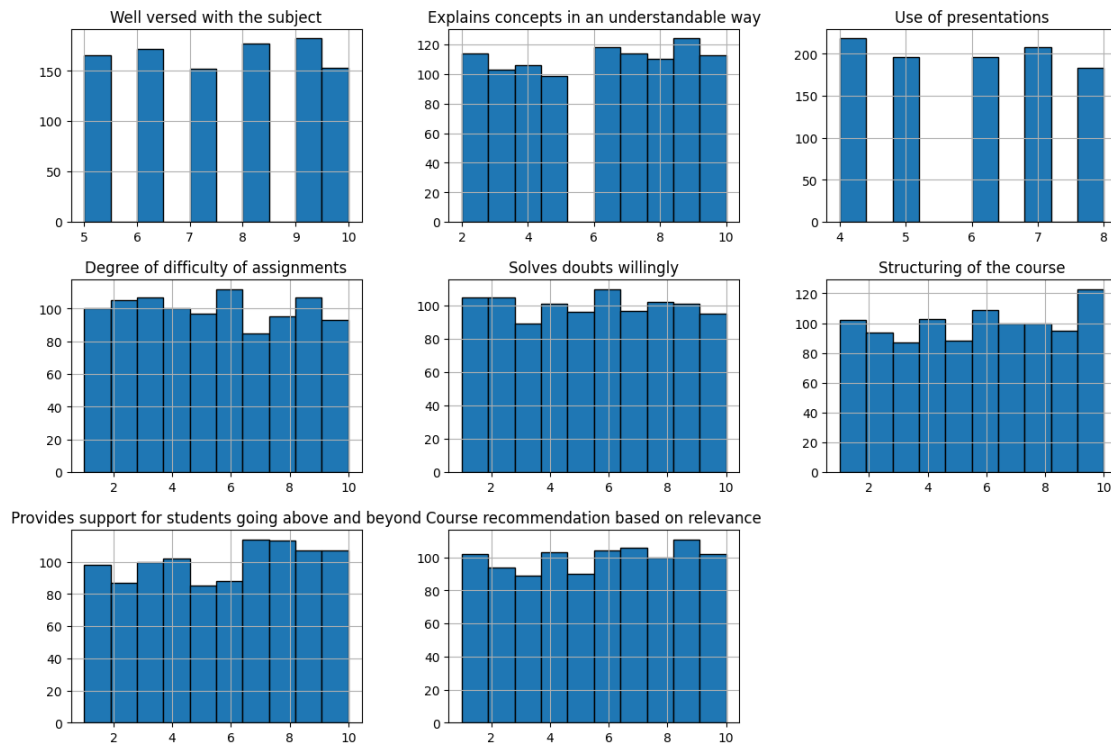 Well versed with the subject
150
100
50
0
5 6 7 8 9 10
Explains concepts in an understandable way
120
100
80
60
40
20
0
2 4 6 8 10
Use of presentations
200
150
100
50
0
4 5 6 7 8
Degree of difficulty of assignments
100
80
60
40
20
0
2 4 6 8 10
Solves doubts willingly
100
80
60
40
20
0
2 4 6 8 10
Structuring of the course
120
100
80
60
40
20
0
2 4 6 8 10
Provides support for students going above and beyond
100
80
60
40
20
0
2 4 6 8 10
Course recommendation based on relevance
100
80
60
40
20
0
2 4 6 8 10